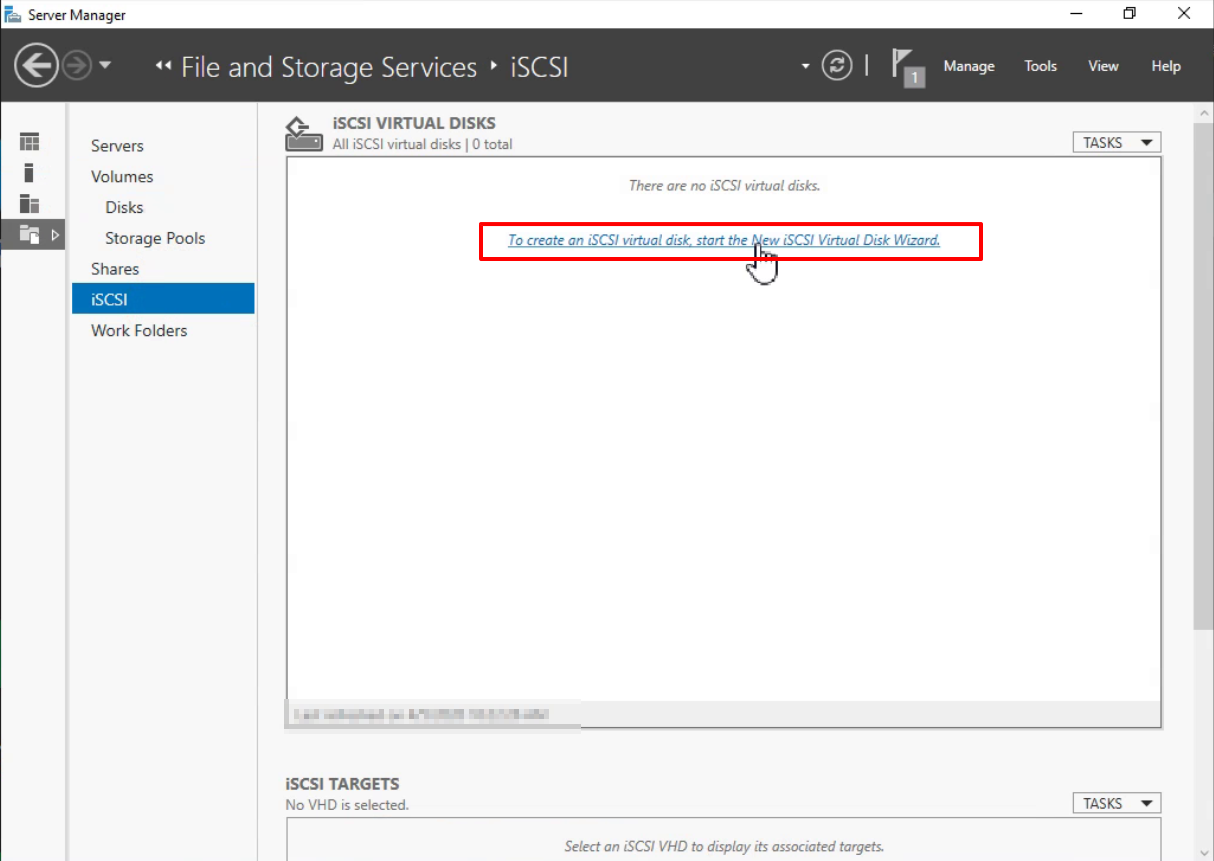 Server Manager
File and Storage Services iSCSI
1
Manage Tools View Help
Servers
Volumes
Disks
Storage Pools
Shares
iSCSI
Work Folders
iSCSI VIRTUAL DISKS
All iSCSI virtual disks | 0 total
TASKS
There are no iSCSI virtual disks.
To create an iSCSI virtual disk, start the New iSCSI Virtual Disk Wizard.
iSCSI TARGETS
No VHD is selected.
TASKS
Select an iSCSI VHD to display its associated targets.